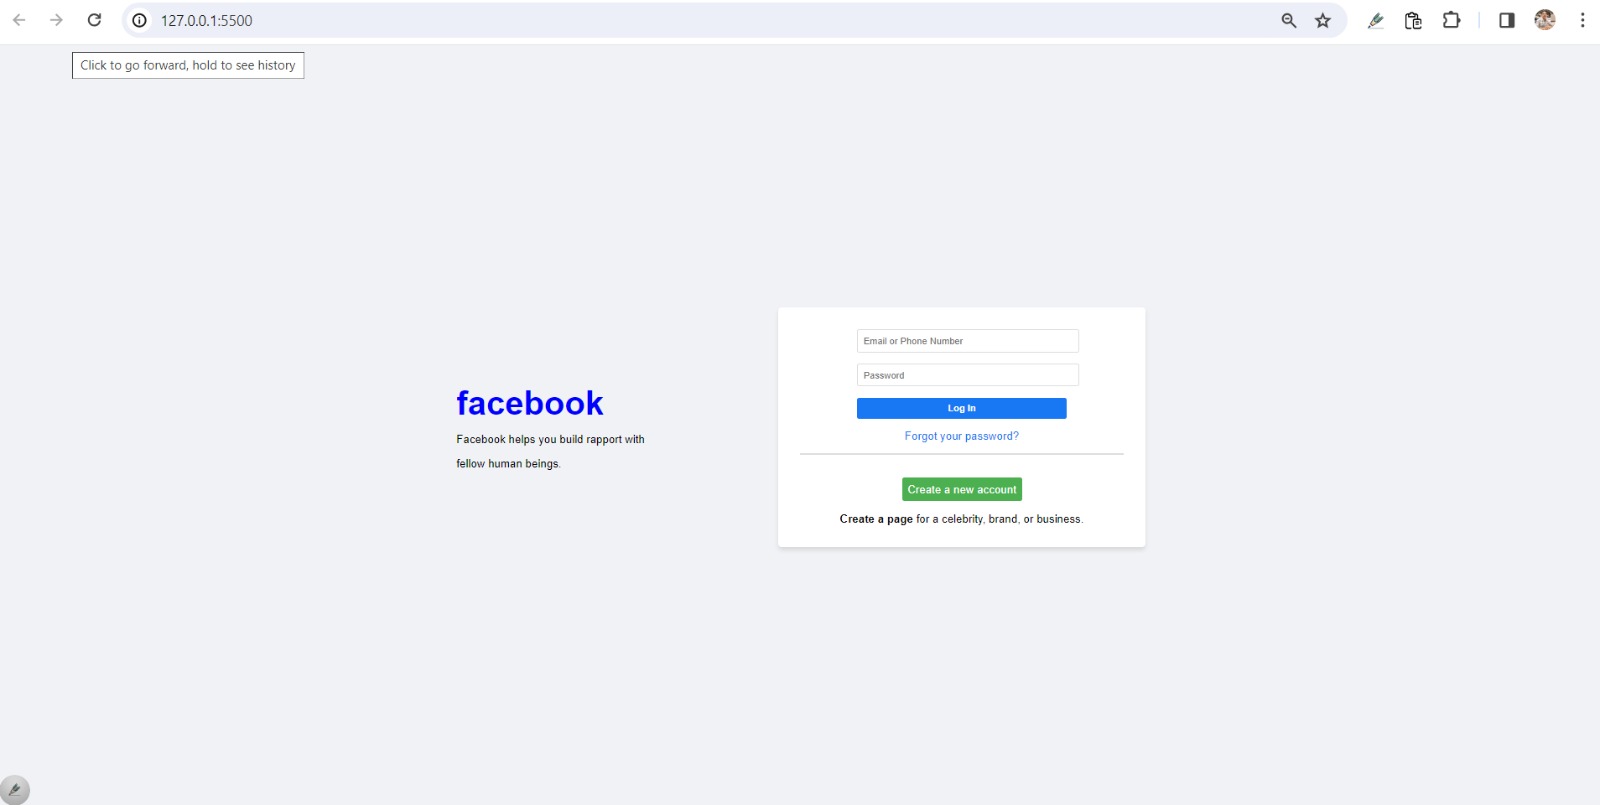 127.0.0.1:5500
Click to go forward, hold to see history
facebook
Facebook helps you build rapport with
fellow human beings.
Email or Phone Number
Password
Log In
Forgot your password?
Create a new account
Create a page for a celebrity, brand, or business.